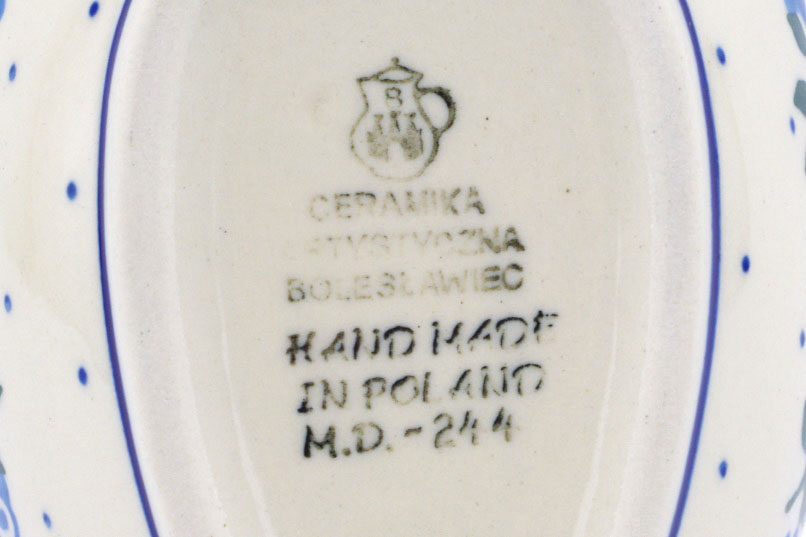 B
CERAMIKA
ARTYSTYCZNA
BOLESŁAWIEC
HAND MADE
IN POLAND
M.D. - 244